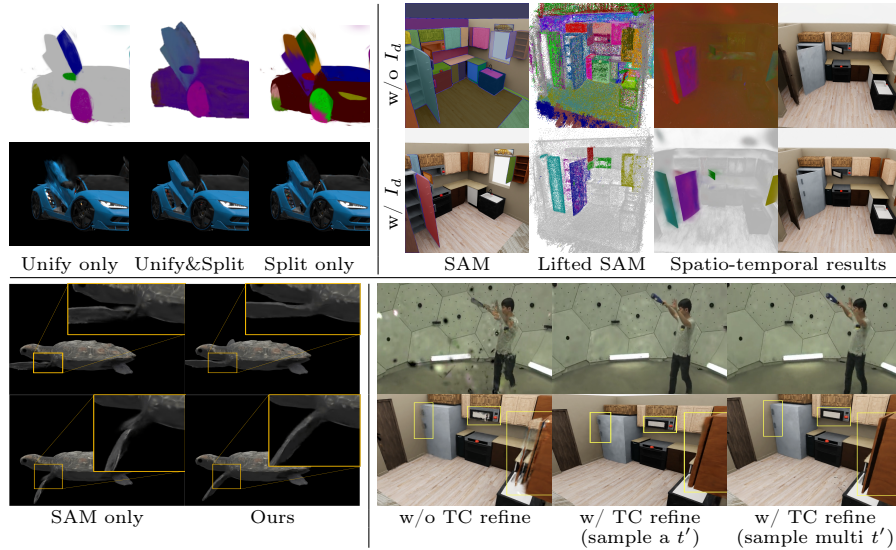 w/o I_d
w/ I_d
Unify only Unify&Split Split only
SAM Lifted SAM Spatio-temporal results
SAM only Ours
w/o TC refine w/ TC refine w/ TC refine
(sample a t′) (sample multi t′)